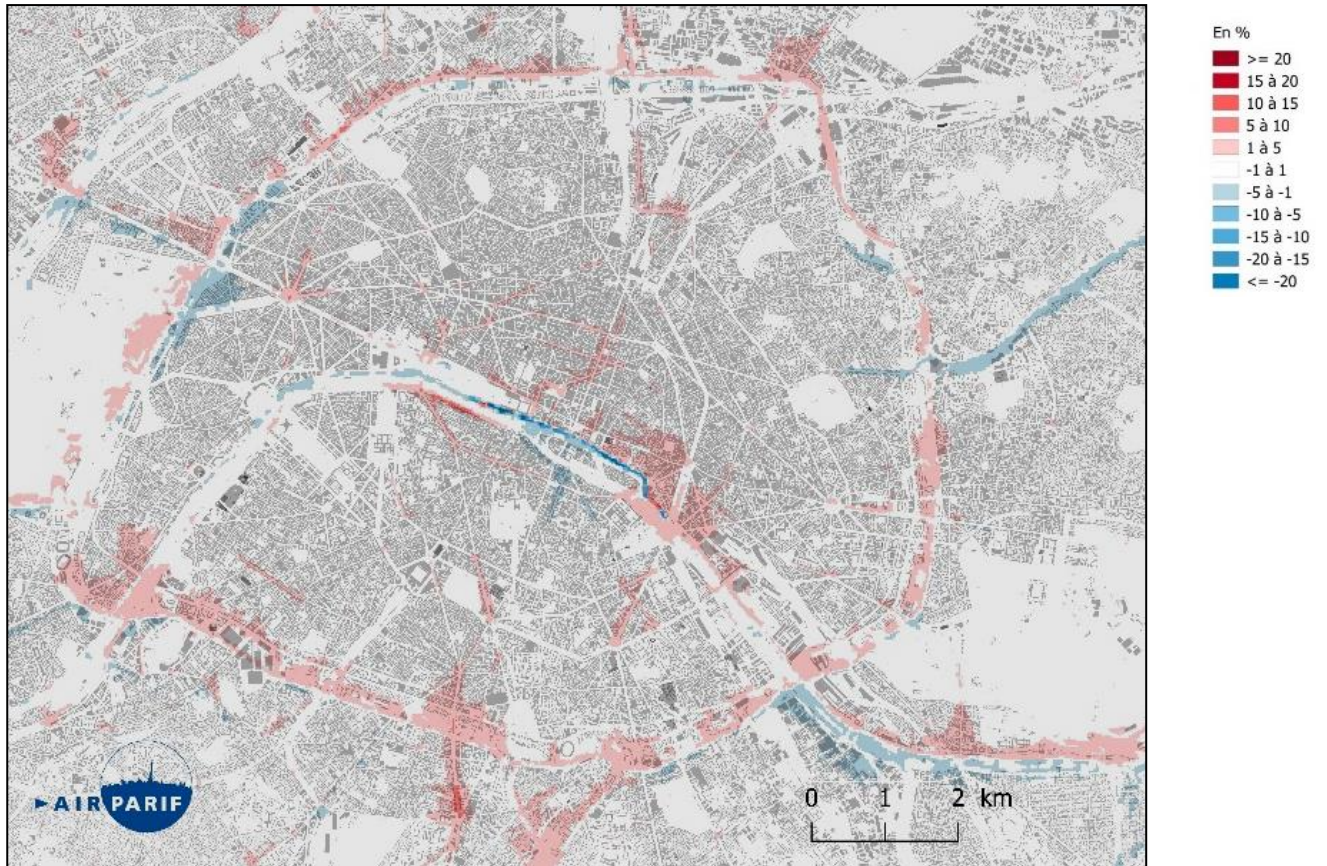 En %
>= 20
15 à 20
10 à 15
5 à 10
1 à 5
-1 à 1
-5 à -1
-10 à -5
-15 à -10
-20 à -15
<= -20
AIRPARIF
0 1 2 km